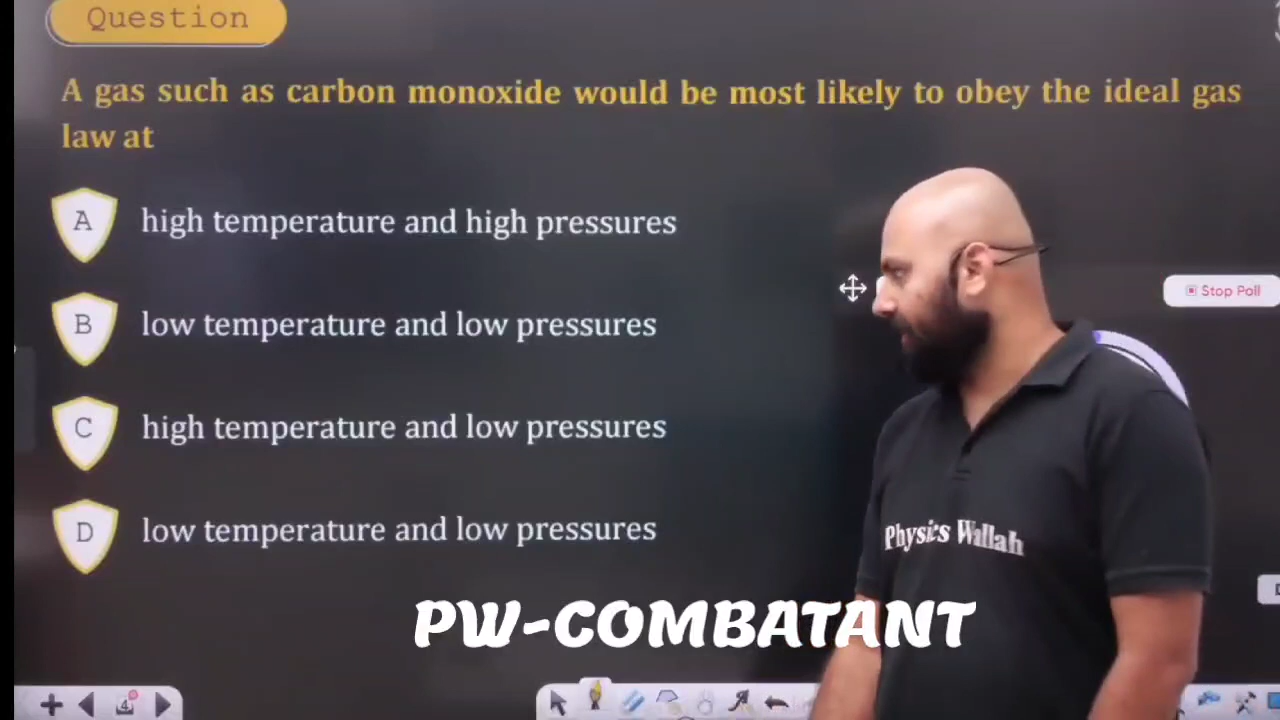 Question
A gas such as carbon monoxide would be most likely to obey the ideal gas
law at
A high temperature and high pressures
B low temperature and low pressures
C high temperature and low pressures
D low temperature and low pressures
Stop Poll
Physics Wallah
PW-COMBATANT
4